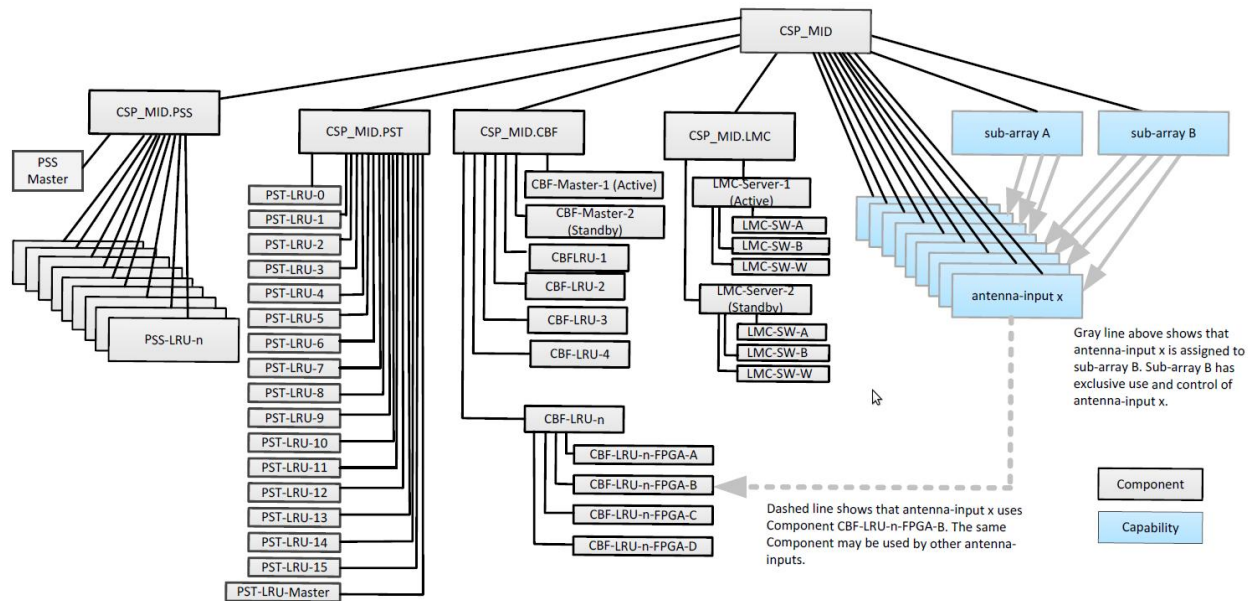 CSP_MID
CSP_MID.PSS
PSS
Master
PSS-LRU-n
CSP_MID.PST
PST-LRU-0
PST-LRU-1
PST-LRU-2
PST-LRU-3
PST-LRU-4
PST-LRU-5
PST-LRU-6
PST-LRU-7
PST-LRU-8
PST-LRU-9
PST-LRU-10
PST-LRU-11
PST-LRU-12
PST-LRU-13
PST-LRU-14
PST-LRU-15
PST-LRU-Master
CSP_MID.CBF
CBF-Master-1 (Active)
CBF-Master-2
(Standby)
CBFLRU-1
CBF-LRU-2
CBF-LRU-3
CBF-LRU-4
CBF-LRU-n
CBF-LRU-n-FPGA-A
CBF-LRU-n-FPGA-B
CBF-LRU-n-FPGA-C
CBF-LRU-n-FPGA-D
CSP_MID.LMC
LMC-Server-1
(Active)
LMC-SW-A
LMC-SW-B
LMC-SW-W
LMC-Server-2
(Standby)
LMC-SW-A
LMC-SW-B
LMC-SW-W
sub-array A
sub-array B
antenna-input x
Gray line above shows that
antenna-input x is assigned to
sub-array B. Sub-array B has
exclusive use and control of
antenna-input x.
Dashed line shows that antenna-input x uses
Component CBF-LRU-n-FPGA-B. The same
Component may be used by other antenna-
inputs.
Component
Capability